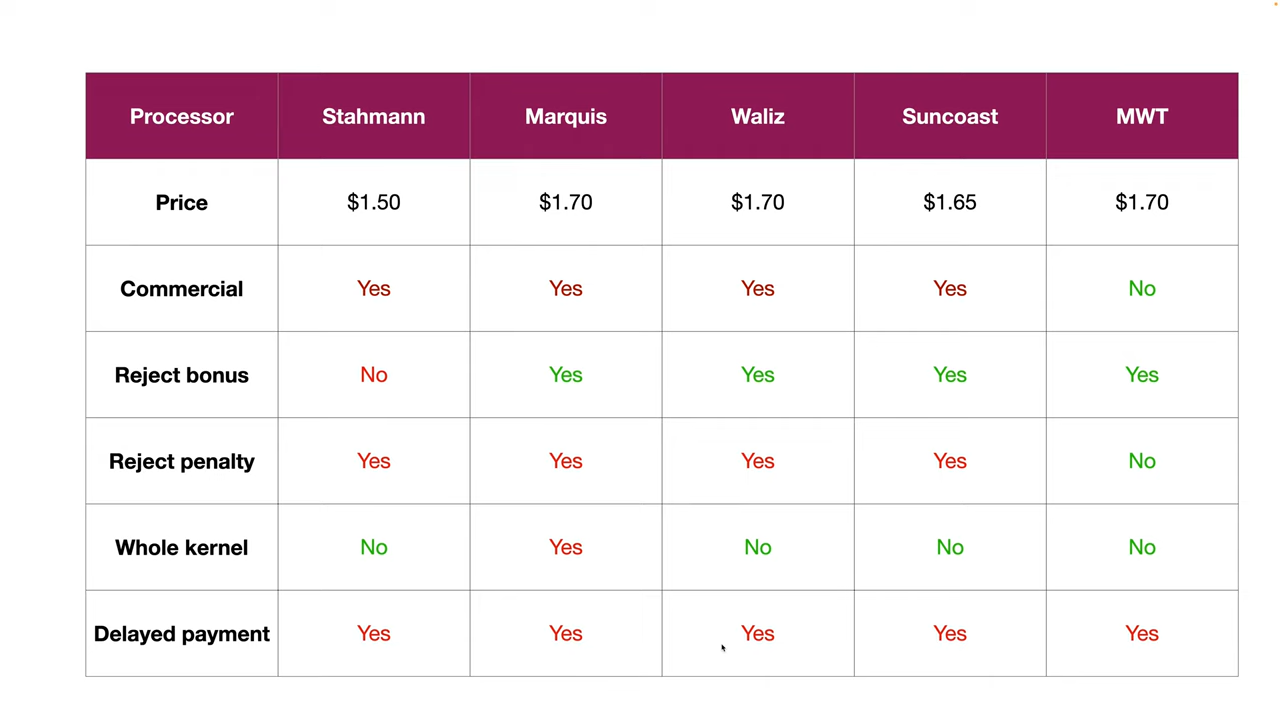 Processor Stahmann Marquis Waliz Suncoast MWT
Price $1.50 $1.70 $1.70 $1.65 $1.70
Commercial Yes Yes Yes Yes No
Reject bonus No Yes Yes Yes Yes
Reject penalty Yes Yes Yes Yes No
Whole kernel No Yes No No No
Delayed payment Yes Yes Yes Yes Yes